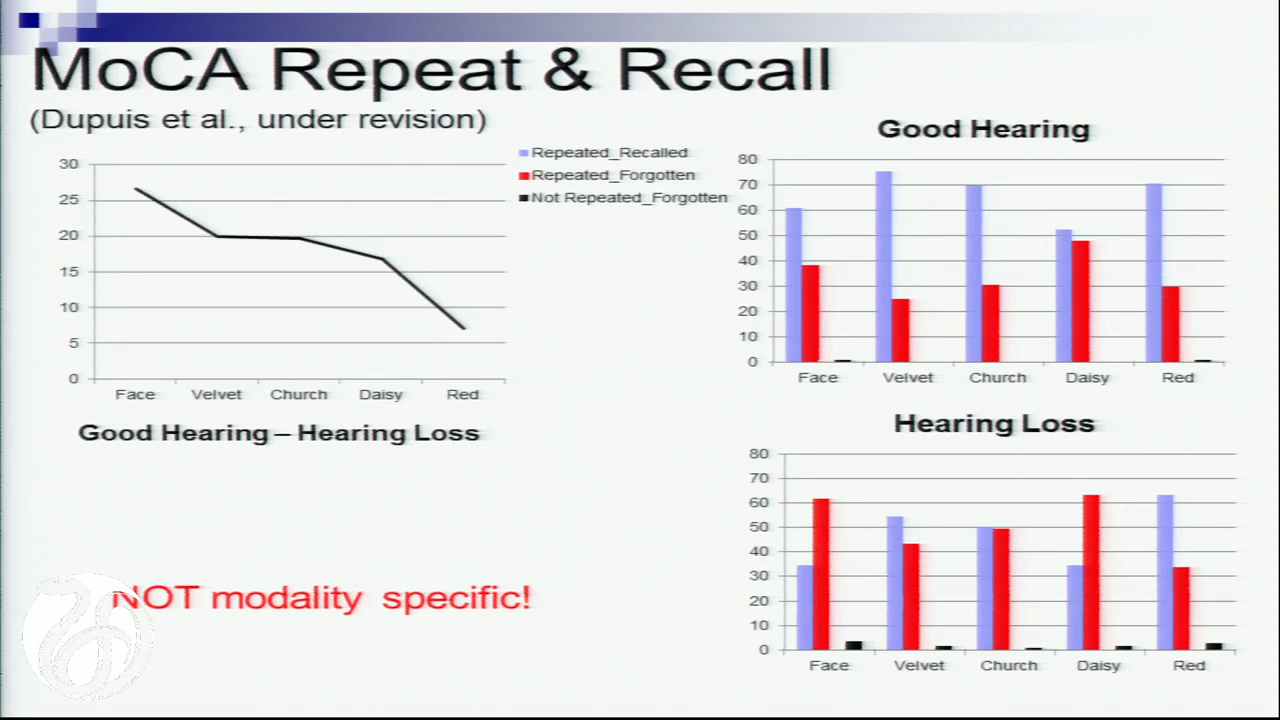 MoCA Repeat & Recall
(Dupuis et al., under revision)
30
25
20
15
10
5
0
Face Velvet Church Daisy Red
Good Hearing – Hearing Loss
Repeated_Recalled
Repeated_Forgotten
Not Repeated_Forgotten
Good Hearing
80
70
60
50
40
30
20
10
0
Face Velvet Church Daisy Red
Hearing Loss
80
70
60
50
40
30
20
10
0
Face Velvet Church Daisy Red
NOT modality specific!